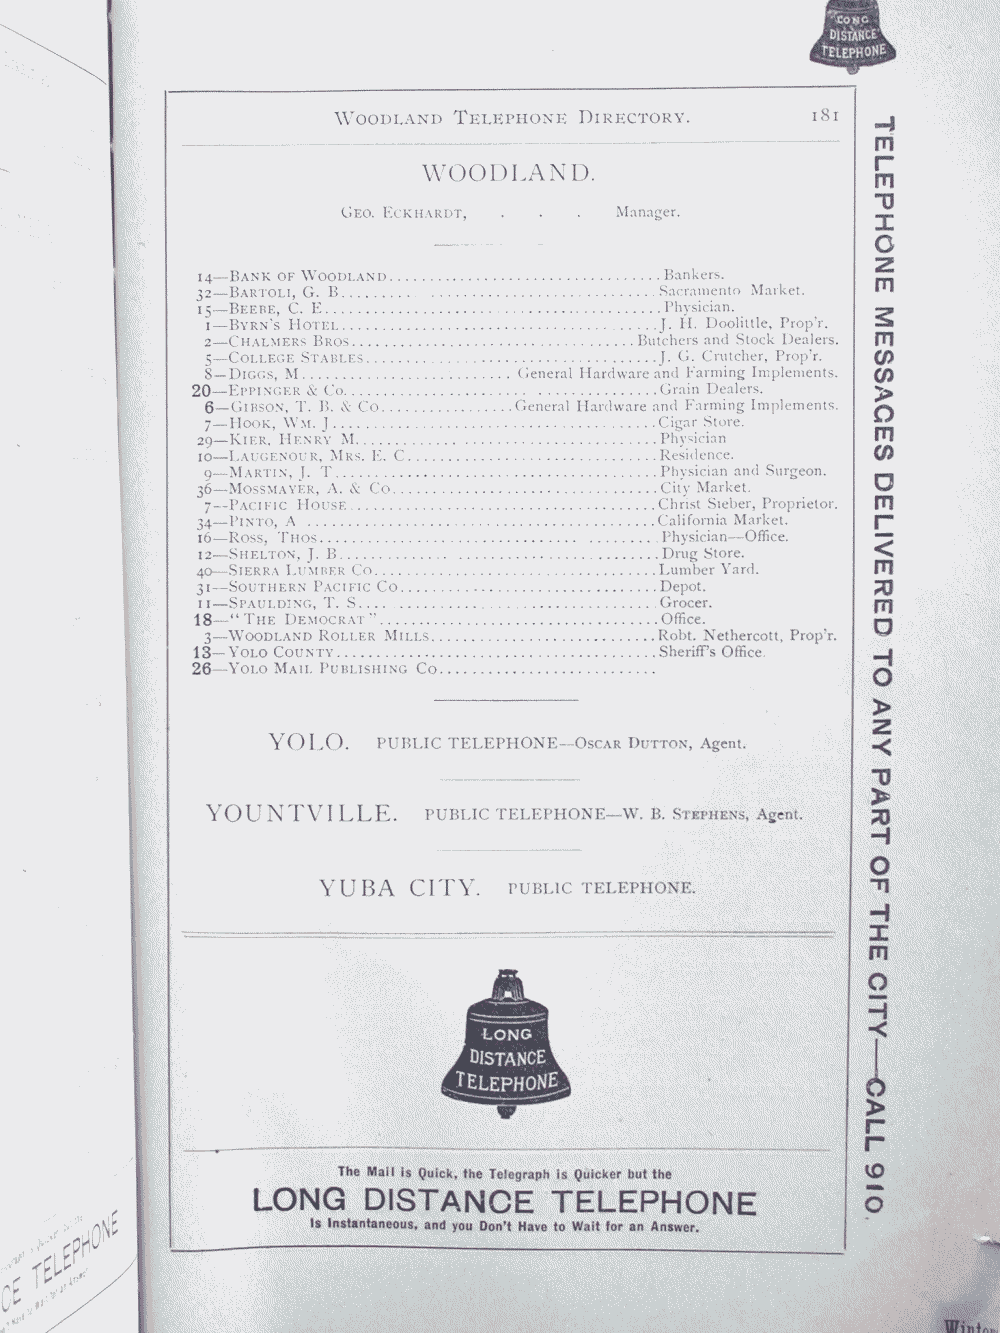 LONG
DISTANCE
TELEPHONE
WOODLAND TELEPHONE DIRECTORY. 181
WOODLAND.
GEO. ECKHARDT, . . . Manager.
14—BANK OF WOODLAND................................Bankers.
32—BARTOLI, G. B......... ...........................Sacramento Market.
15—BEEBE, C. E........................................Physician.
1—BYRN'S HOTEL......................................J. H. Doolittle, Prop'r.
2—CHALMERS BROS..................................Butchers and Stock Dealers.
5—COLLEGE STABLES...................................J. G. Crutcher, Prop'r.
8—DIGGS, M......................... General Hardware and Farming Implements.
20—EPPINGER & Co.....................................Grain Dealers.
6—GIBSON, T. B. & Co................General Hardware and Farming Implements.
7—HOOK, WM. J.......................................Cigar Store.
29—KIER, HENRY M....................................Physician
10—LAUGENOUR, MRS. E. C..............................Residence.
9—MARTIN, J. T.......................................Physician and Surgeon.
36—MOSSMAYER, A. & Co................................City Market.
7--PACIFIC HOUSE.....................................Christ Sieber, Proprietor.
34—PINTO, A ..........................................California Market.
16—ROSS, THOS............................... ........Physician—Office.
12—SHELTON, J. B......................................Drug Store.
40—SIERRA LUMBER Co..................................Lumber Yard.
31--SOUTHERN PACIFIC Co...............................Depot.
11—SPAULDING, T. S....................................Grocer.
18—"THE DEMOCRAT"..................................Office.
3—WOODLAND ROLLER MILLS...........................Robt. Nethercott, Prop'r.
13—YOLO COUNTY.......................................Sheriff's Office.
26—YOLO MAIL PUBLISHING Co..........................
YOLO. PUBLIC TELEPHONE—OSCAR DUTTON, Agent.
YOUNTVILLE. PUBLIC TELEPHONE—W. B. STEPHENS, Agent.
YUBA CITY. PUBLIC TELEPHONE.
LONG
DISTANCE
TELEPHONE
The Mail is Quick, the Telegraph is Quicker but the
LONG DISTANCE TELEPHONE
Is Instantaneous, and you Don't Have to Wait for an Answer.
TELEPHONE MESSAGES DELIVERED TO ANY PART OF THE CITY—CALL 910.
CE TELEPHONE
Winter